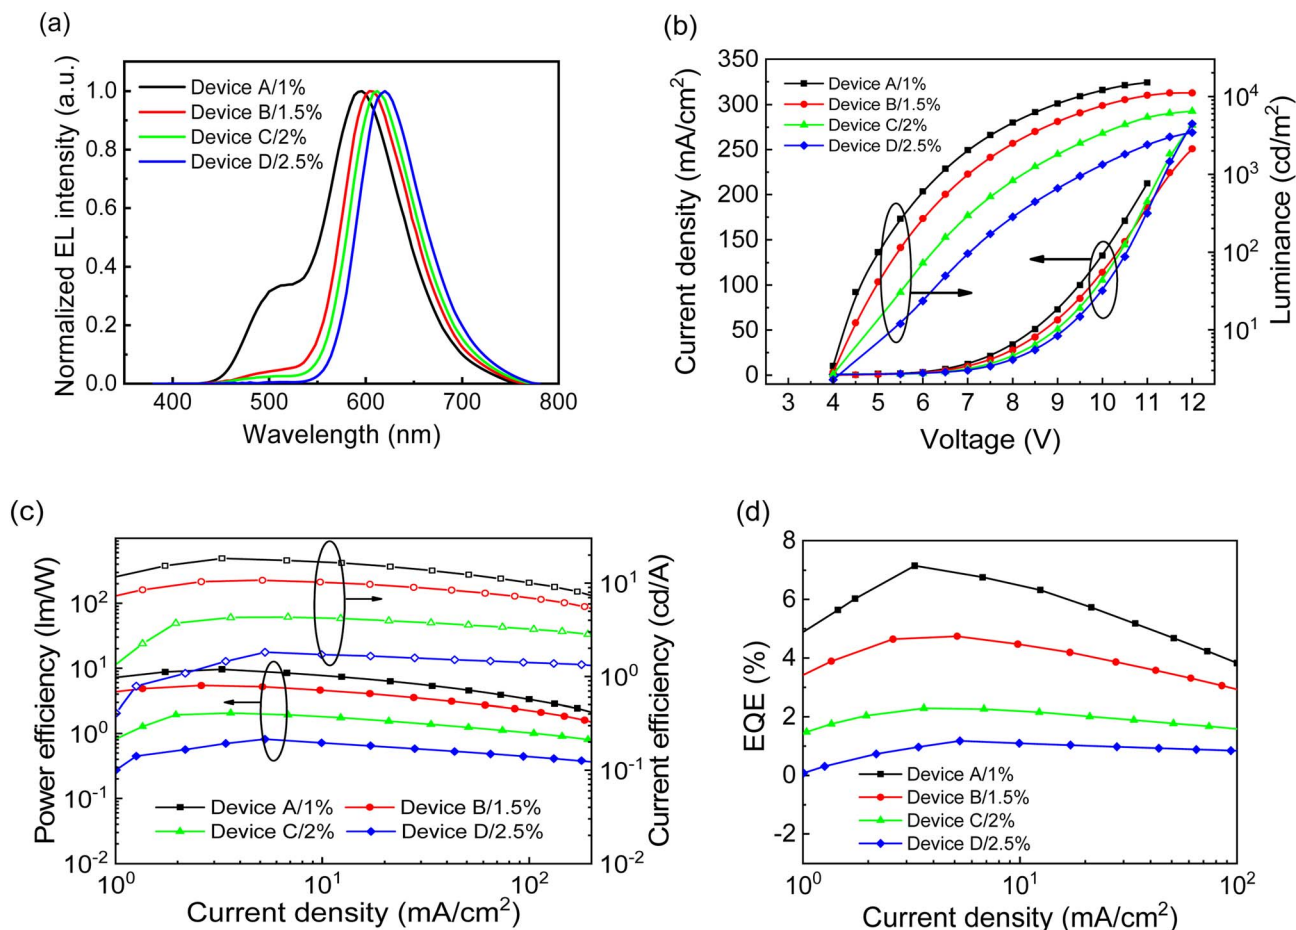 (a)
Normalized EL intensity (a.u.)
1.0
0.8
0.6
0.4
0.2
0.0
Device A/1%
Device B/1.5%
Device C/2%
Device D/2.5%
400 500 600 700 800
Wavelength (nm)
(b)
Current density (mA/cm²)
350
300
250
200
150
100
50
0
Device A/1%
Device B/1.5%
Device C/2%
Device D/2.5%
10⁴
10³
10²
10¹
Luminance (cd/m²)
3 4 5 6 7 8 9 10 11 12
Voltage (V)
(c)
Power efficiency (lm/W)
10²
10¹
10⁰
10⁻¹
10⁻²
Device A/1% Device B/1.5%
Device C/2% Device D/2.5%
10¹
10⁰
10⁻¹
10⁻²
Current efficiency (cd/A)
10⁰ 10¹ 10²
Current density (mA/cm²)
(d)
EQE (%)
8
6
4
2
0
-2
Device A/1%
Device B/1.5%
Device C/2%
Device D/2.5%
10⁰ 10¹ 10²
Current density (mA/cm²)